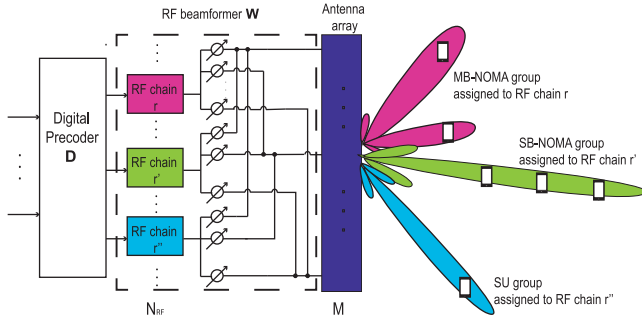 RF beamformer W
Antenna
array
Digital
Precoder
D
RF chain
r
RF chain
r'
RF chain
r''
MB-NOMA group
assigned to RF chain r
SB-NOMA group
assigned to RF chain r'
SU group
assigned to RF chain r''
NRF
M